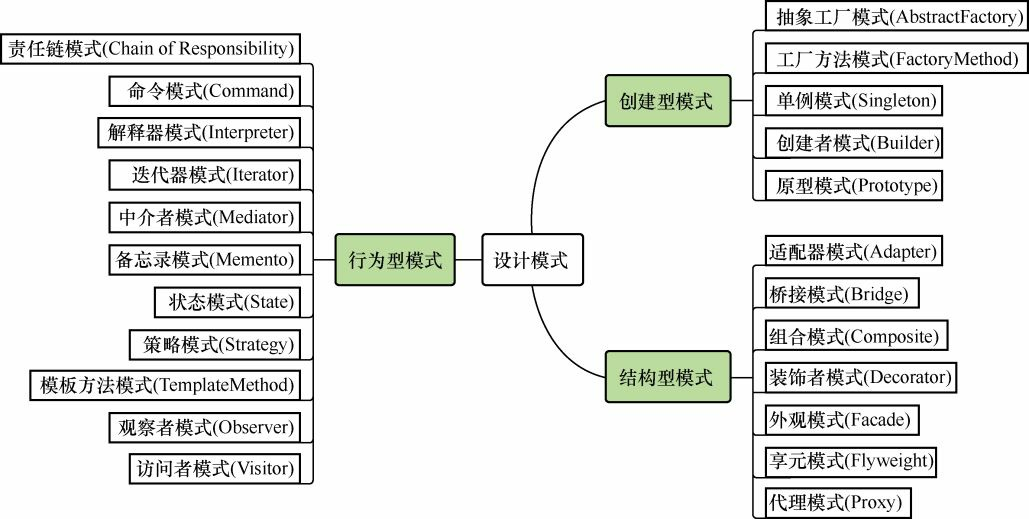 责任链模式(Chain of Responsibility)
命令模式(Command)
解释器模式(Interpreter)
迭代器模式(Iterator)
中介者模式(Mediator)
备忘录模式(Memento)
状态模式(State)
策略模式(Strategy)
模板方法模式(TemplateMethod)
观察者模式(Observer)
访问者模式(Visitor)
行为型模式
设计模式
创建型模式
抽象工厂模式(AbstractFactory)
工厂方法模式(FactoryMethod)
单例模式(Singleton)
创建者模式(Builder)
原型模式(Prototype)
结构型模式
适配器模式(Adapter)
桥接模式(Bridge)
组合模式(Composite)
装饰者模式(Decorator)
外观模式(Facade)
享元模式(Flyweight)
代理模式(Proxy)